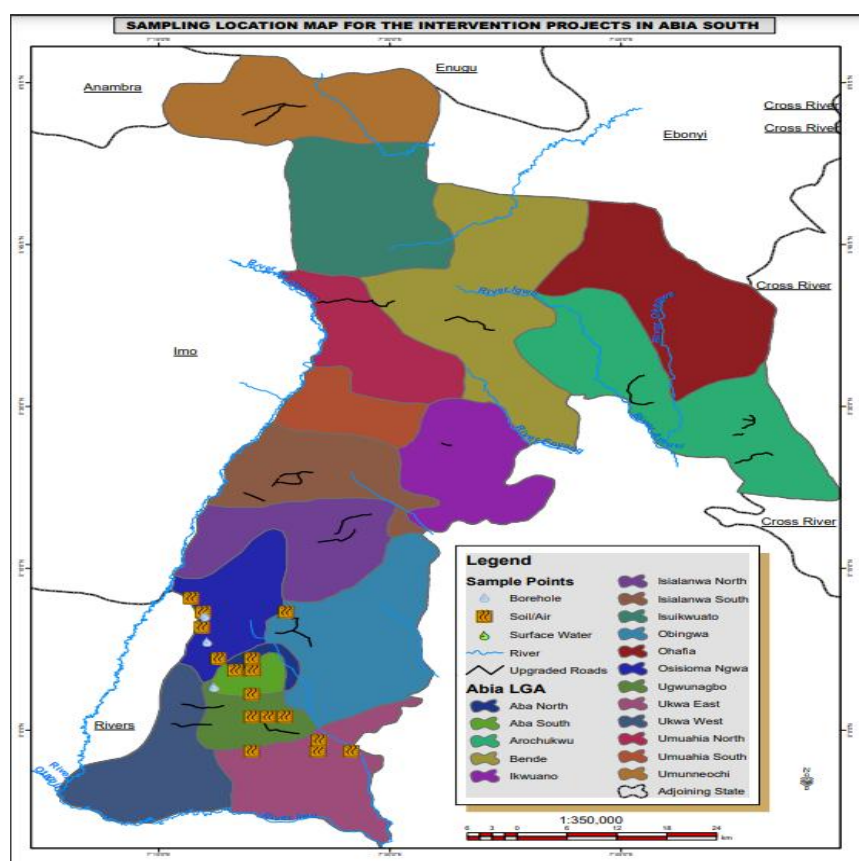 SAMPLING LOCATION MAP FOR THE INTERVENTION PROJECTS IN ABIA SOUTH
Enugu
Anambra
Cross River
Cross River
Ebonyi
Cross River
River Igwu
Imo
Cross River
Legend
Sample Points
Borehole
Soil/Air
Surface Water
River
Upgraded Roads
Abia LGA
Aba North
Aba South
Arochukwu
Bende
Ikwuano
Isialanwa North
Isialanwa South
Isuikwuato
Obingwa
Ohafia
Osisioma Ngwa
Ugwunagbo
Ukwa East
Ukwa West
Umuahia North
Umuahia South
Umunneochi
Adjoining State
Rivers
1:350,000
6 3 0 6 12 18 24
km